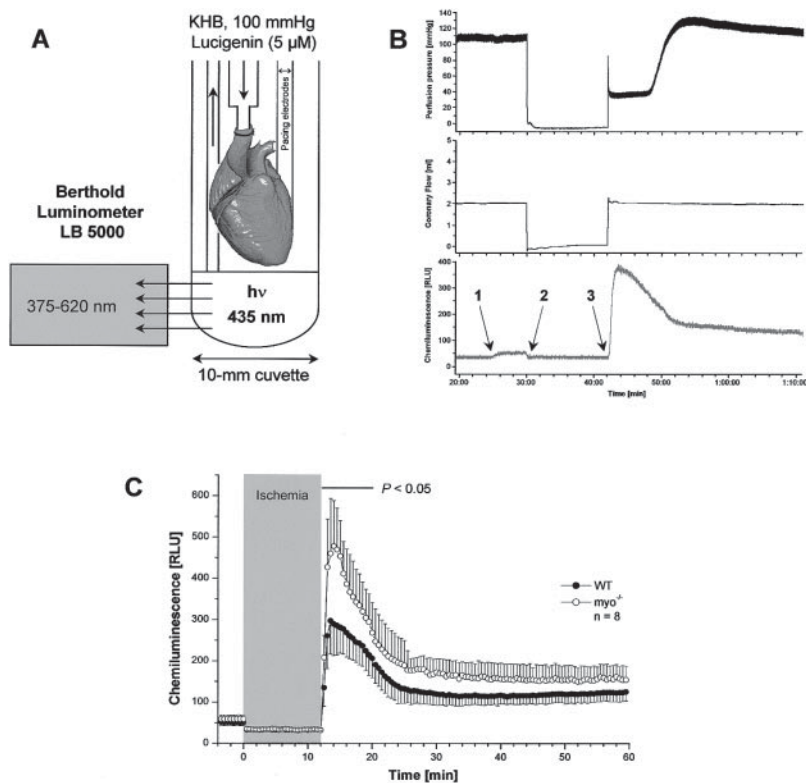 A
KHB, 100 mmHg
Lucigenin (5 µM)
Pacing electrodes
Berthold
Luminometer
LB 5000
375-620 nm
hν
435 nm
10-mm cuvette
B
Perfusion pressure [mmHg]
140
120
100
80
60
40
20
0
Coronary Flow [ml]
6
4
2
0
Chemiluminescence [RLU]
400
300
200
100
0
1
2
3
20:00 30:00 40:00 50:00 1:00:00 1:10:00
Time [min]
C
Ischemia
P < 0.05
Chemiluminescence [RLU]
600
500
400
300
200
100
0
WT
myo-/-
n = 8
0 10 20 30 40 50 60
Time [min]